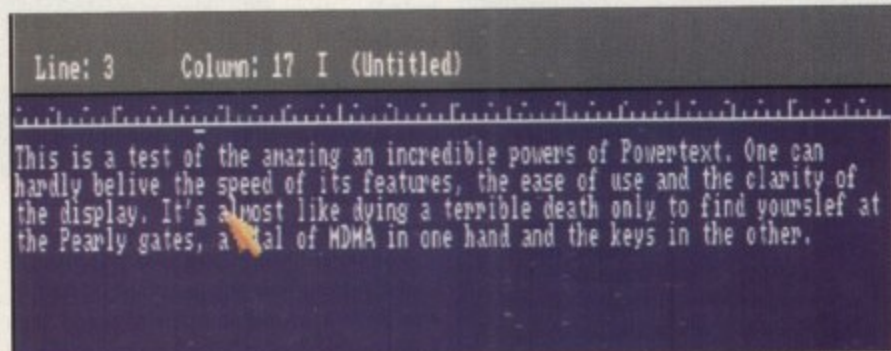 Line: 3 Column: 17 I (Untitled)
This is a test of the amazing an incredible powers of Powertext. One can
hardly belive the speed of its features, the ease of use and the clarity of
the display. It's almost like dying a terrible death only to find yourslef at
the Pearly gates, a of MDMA in one hand and the keys in the other.